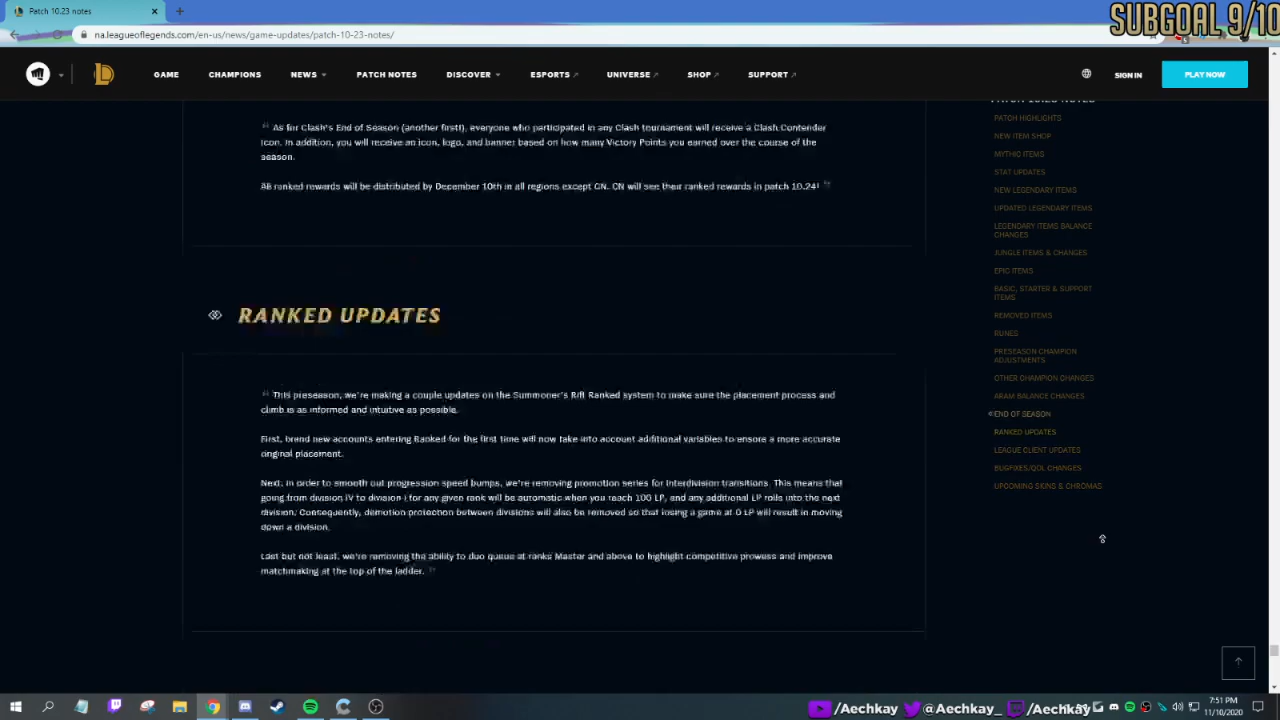 Patch 10.23 notes
SUBGOAL 9/10
na.leagueoflegends.com/en-us/news/game-updates/patch-10-23-notes/
GAME CHAMPIONS NEWS PATCH NOTES DISCOVER ESPORTS UNIVERSE SHOP SUPPORT SIGN IN PLAY NOW
"As for Clash's End of Season (another first!), everyone who participated in any Clash tournament will receive a Clash Contender
icon. In addition, you will receive an icon, logo, and banner based on how many Victory Points you earned over the course of the
season.
All ranked rewards will be distributed by December 10th in all regions except CN. CN will see their ranked rewards in patch 10.24!"
RANKED UPDATES
"This preseason, we're making a couple updates on the Summoner's Rift Ranked system to make sure the placement process and
climb is as informed and intuitive as possible.
First, brand new accounts entering Ranked for the first time will now take into account additional variables to ensure a more accurate
original placement.
Next, in order to smooth out progression speed bumps, we're removing promotion series for interdivision transitions. This means that
going from division IV to division I for any given rank will be automatic when you reach 100 LP, and any additional LP rolls into the next
division. Consequently, demotion protection between divisions will also be removed so that losing a game at 0 LP will result in moving
down a division.
Last but not least, we're removing the ability to duo queue at ranks Master and above to highlight competitive prowess and improve
matchmaking at the top of the ladder."
PATCH 10.23 NOTES
PATCH HIGHLIGHTS
NEW ITEM SHOP
MYTHIC ITEMS
STAT UPDATES
NEW LEGENDARY ITEMS
UPDATED LEGENDARY ITEMS
LEGENDARY ITEMS BALANCE
CHANGES
JUNGLE ITEMS & CHANGES
EPIC ITEMS
BASIC, STARTER & SUPPORT
ITEMS
REMOVED ITEMS
RUNES
PRESEASON CHAMPION
ADJUSTMENTS
OTHER CHAMPION CHANGES
ARAM BALANCE CHANGES
END OF SEASON
RANKED UPDATES
LEAGUE CLIENT UPDATES
BUGFIXES/QOL CHANGES
UPCOMING SKINS & CHROMAS
/Aechkay @Aechkay_ /Aechkay
7:51 PM
11/10/2020